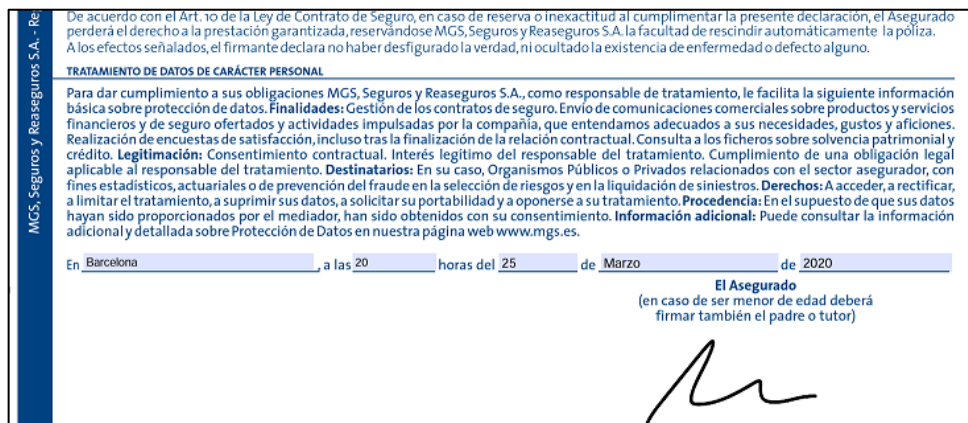 De acuerdo con el Art. 10 de la Ley de Contrato de Seguro, en caso de reserva o inexactitud al cumplimentar la presente declaración, el Asegurado
perderá el derecho a la prestación garantizada, reservándose MGS, Seguros y Reaseguros S.A. la facultad de rescindir automáticamente la póliza.
A los efectos señalados, el firmante declara no haber desfigurado la verdad, ni ocultado la existencia de enfermedad o defecto alguno.
TRATAMIENTO DE DATOS DE CARÁCTER PERSONAL
Para dar cumplimiento a sus obligaciones MGS, Seguros y Reaseguros S.A., como responsable de tratamiento, le facilita la siguiente información
básica sobre protección de datos. Finalidades: Gestión de los contratos de seguro. Envío de comunicaciones comerciales sobre productos y servicios
financieros y de seguro ofertados y actividades impulsadas por la compañía, que entendamos adecuados a sus necesidades, gustos y aficiones.
Realización de encuestas de satisfacción, incluso tras la finalización de la relación contractual. Consulta a los ficheros sobre solvencia patrimonial y
crédito. Legitimación: Consentimiento contractual. Interés legítimo del responsable del tratamiento. Cumplimiento de una obligación legal
aplicable al responsable del tratamiento. Destinatarios: En su caso, Organismos Públicos o Privados relacionados con el sector asegurador, con
fines estadísticos, actuariales o de prevención del fraude en la selección de riesgos y en la liquidación de siniestros. Derechos: A acceder, a rectificar,
a limitar el tratamiento, a suprimir sus datos, a solicitar su portabilidad y a oponerse a su tratamiento. Procedencia: En el supuesto de que sus datos
hayan sido proporcionados por el mediador, han sido obtenidos con su consentimiento. Información adicional: Puede consultar la información
adicional y detallada sobre Protección de Datos en nuestra página web www.mgs.es.
En Barcelona, a las 20 horas del 25 de Marzo de 2020
El Asegurado
(en caso de ser menor de edad deberá
firmar también el padre o tutor)
MGS, Seguros y Reaseguros S.A. - Re